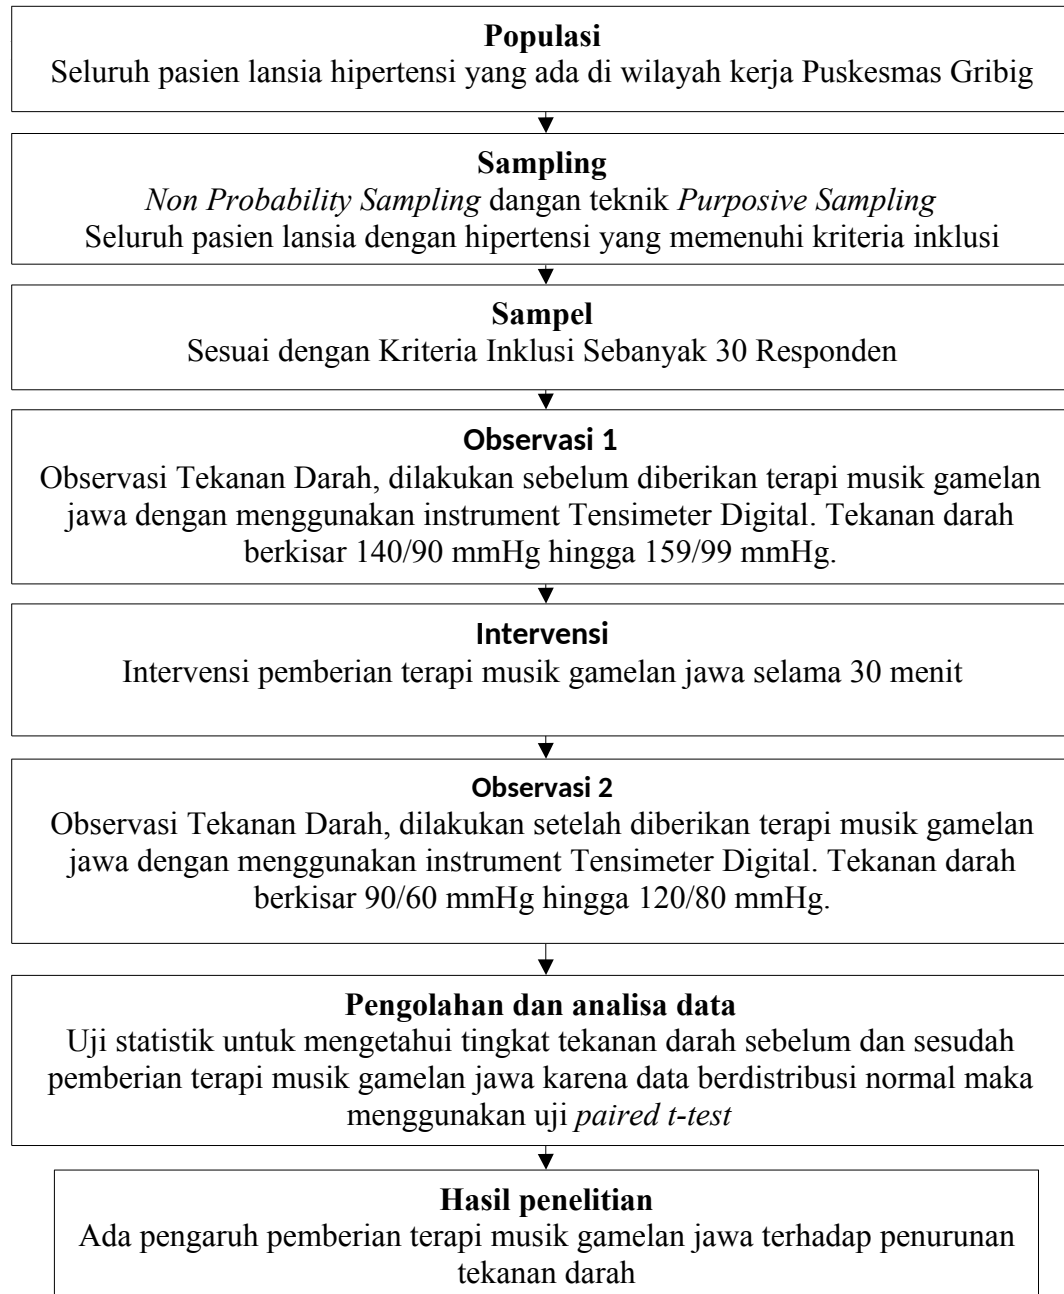 Populasi
Seluruh pasien lansia hipertensi yang ada di wilayah kerja Puskesmas Gribig
Sampling
Non Probability Sampling dangan teknik Purposive Sampling
Seluruh pasien lansia dengan hipertensi yang memenuhi kriteria inklusi
Sampel
Sesuai dengan Kriteria Inklusi Sebanyak 30 Responden
Observasi 1
Observasi Tekanan Darah, dilakukan sebelum diberikan terapi musik gamelan
jawa dengan menggunakan instrument Tensimeter Digital. Tekanan darah
berkisar 140/90 mmHg hingga 159/99 mmHg.
Intervensi
Intervensi pemberian terapi musik gamelan jawa selama 30 menit
Observasi 2
Observasi Tekanan Darah, dilakukan setelah diberikan terapi musik gamelan
jawa dengan menggunakan instrument Tensimeter Digital. Tekanan darah
berkisar 90/60 mmHg hingga 120/80 mmHg.
Pengolahan dan analisa data
Uji statistik untuk mengetahui tingkat tekanan darah sebelum dan sesudah
pemberian terapi musik gamelan jawa karena data berdistribusi normal maka
menggunakan uji paired t-test
Hasil penelitian
Ada pengaruh pemberian terapi musik gamelan jawa terhadap penurunan
tekanan darah